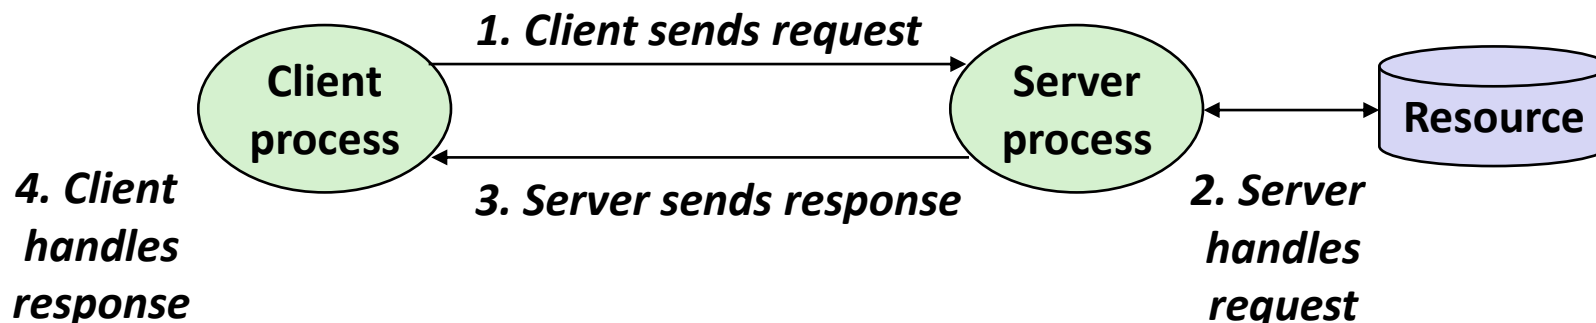 1. Client sends request
Client
process
Server
process
Resource
3. Server sends response
4. Client
handles
response
2. Server
handles
request